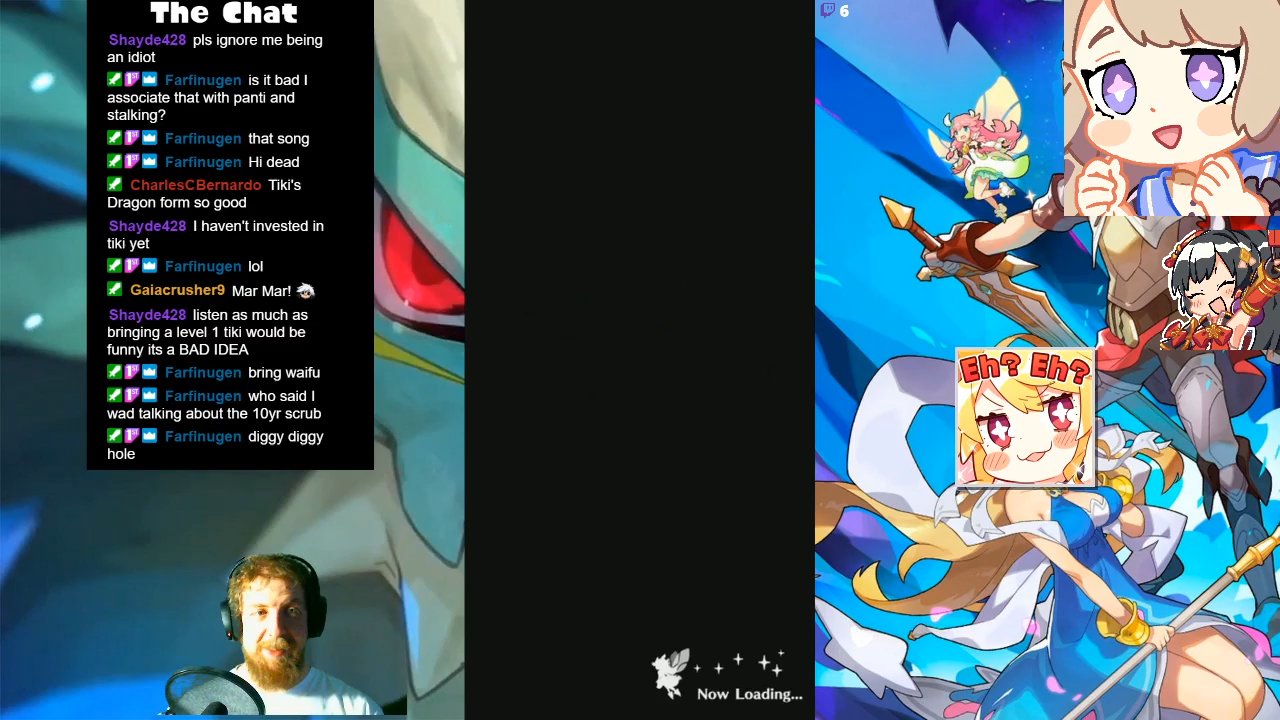 The Chat
Shayde428 pls ignore me being
an idiot
Farfinugen is it bad I
associate that with panti and
stalking?
Farfinugen that song
Farfinugen Hi dead
CharlesCBernardo Tiki's
Dragon form so good
Shayde428 I haven't invested in
tiki yet
Farfinugen lol
Gaiacrusher9 Mar Mar!
Shayde428 listen as much as
bringing a level 1 tiki would be
funny its a BAD IDEA
Farfinugen bring waifu
Farfinugen who said I
wad talking about the 10yr scrub
Farfinugen diggy diggy
hole
6
Eh? Eh?
Now Loading...